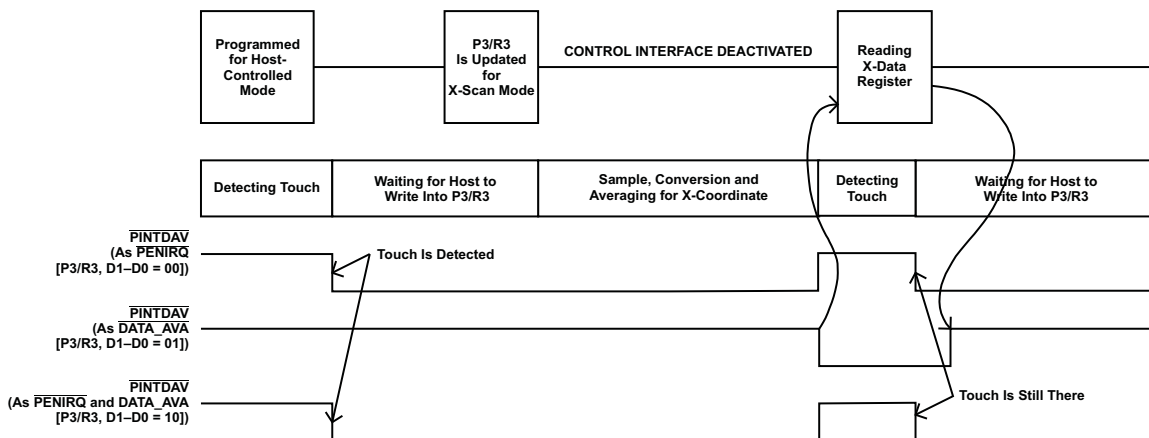 Programmed
for Host-
Controlled
Mode
P3/R3
Is Updated
for
X-Scan Mode
CONTROL INTERFACE DEACTIVATED
Reading
X-Data
Register
Detecting Touch
Waiting for Host to
Write Into P3/R3
Sample, Conversion and
Averaging for X-Coordinate
Detecting
Touch
Waiting for Host to
Write Into P3/R3
PINTDAV
(As PENIRQ
[P3/R3, D1–D0 = 00])
Touch Is Detected
PINTDAV
(As DATA_AVA
[P3/R3, D1–D0 = 01])
PINTDAV
(As PENIRQ and DATA_AVA
[P3/R3, D1–D0 = 10])
Touch Is Still There